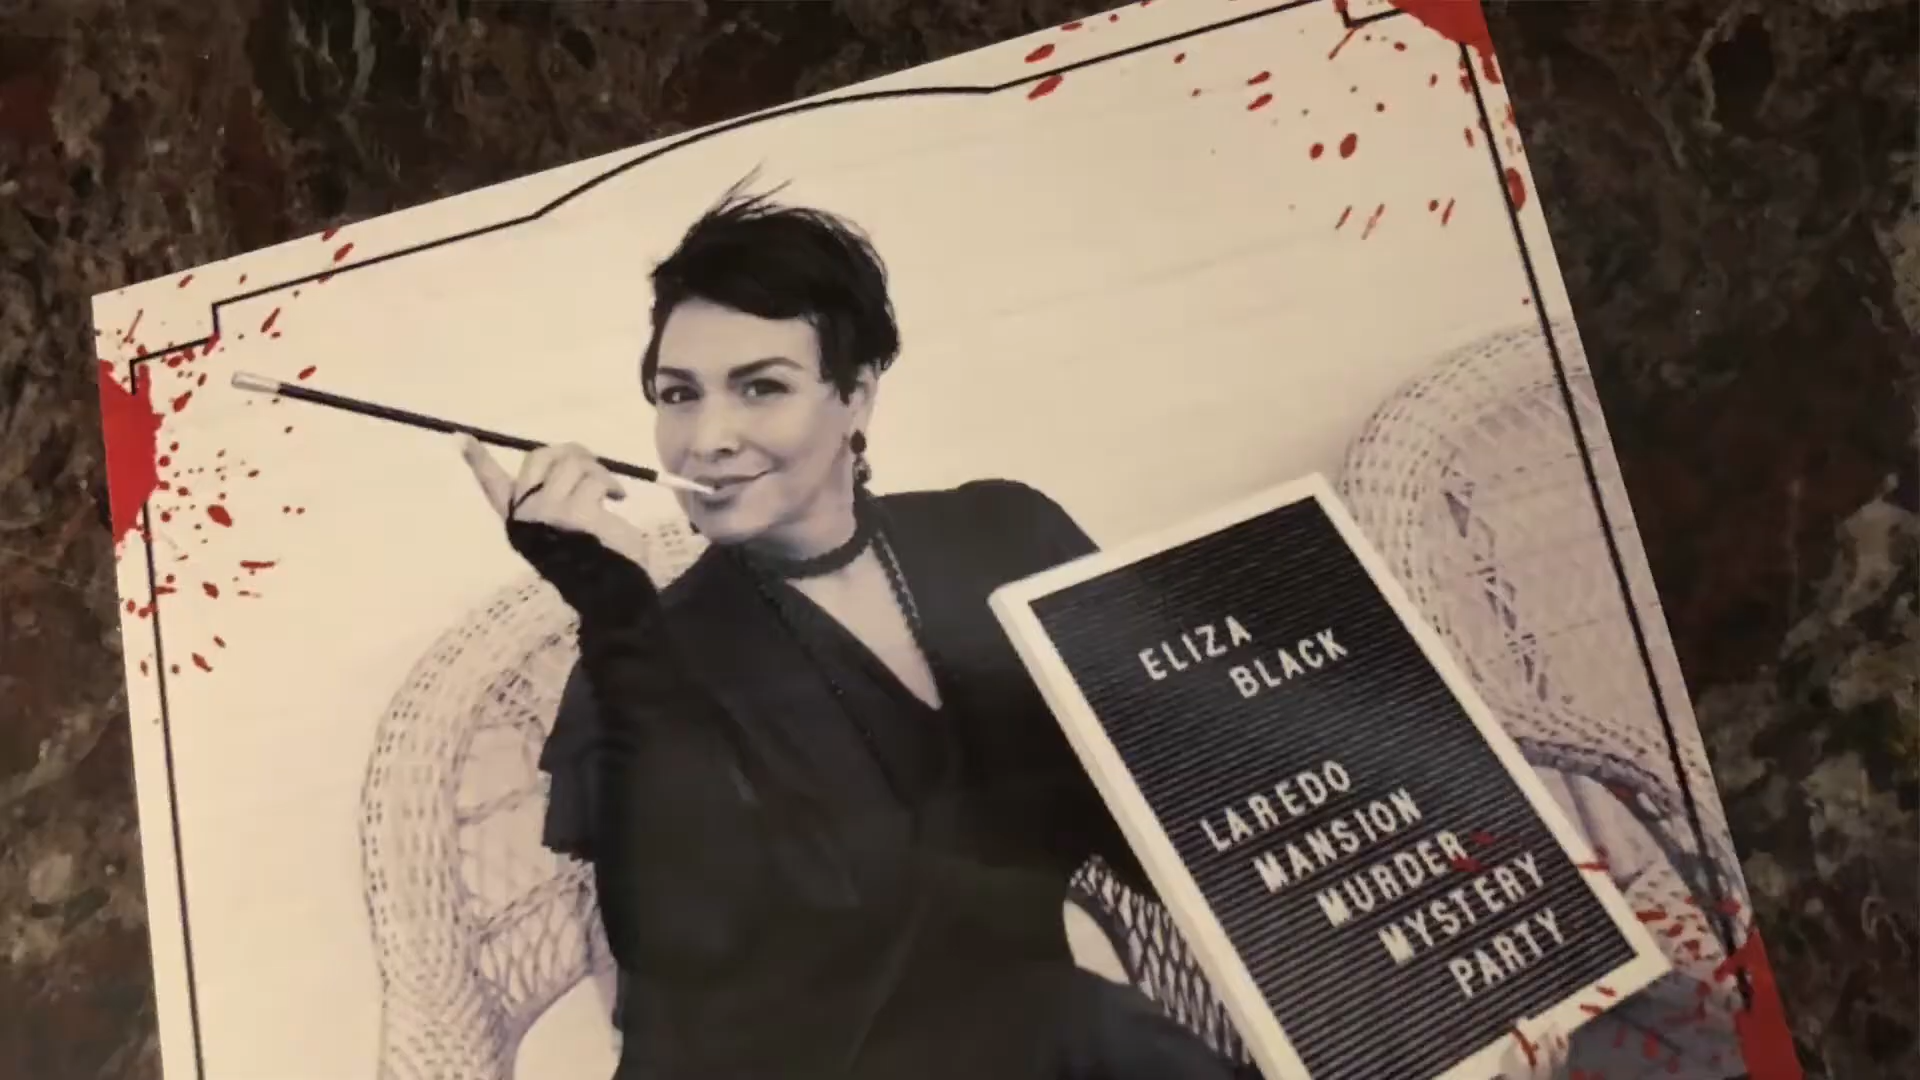 ELIZA
BLACK
LAREDO
MANSION
MURDER
MYSTERY
PARTY